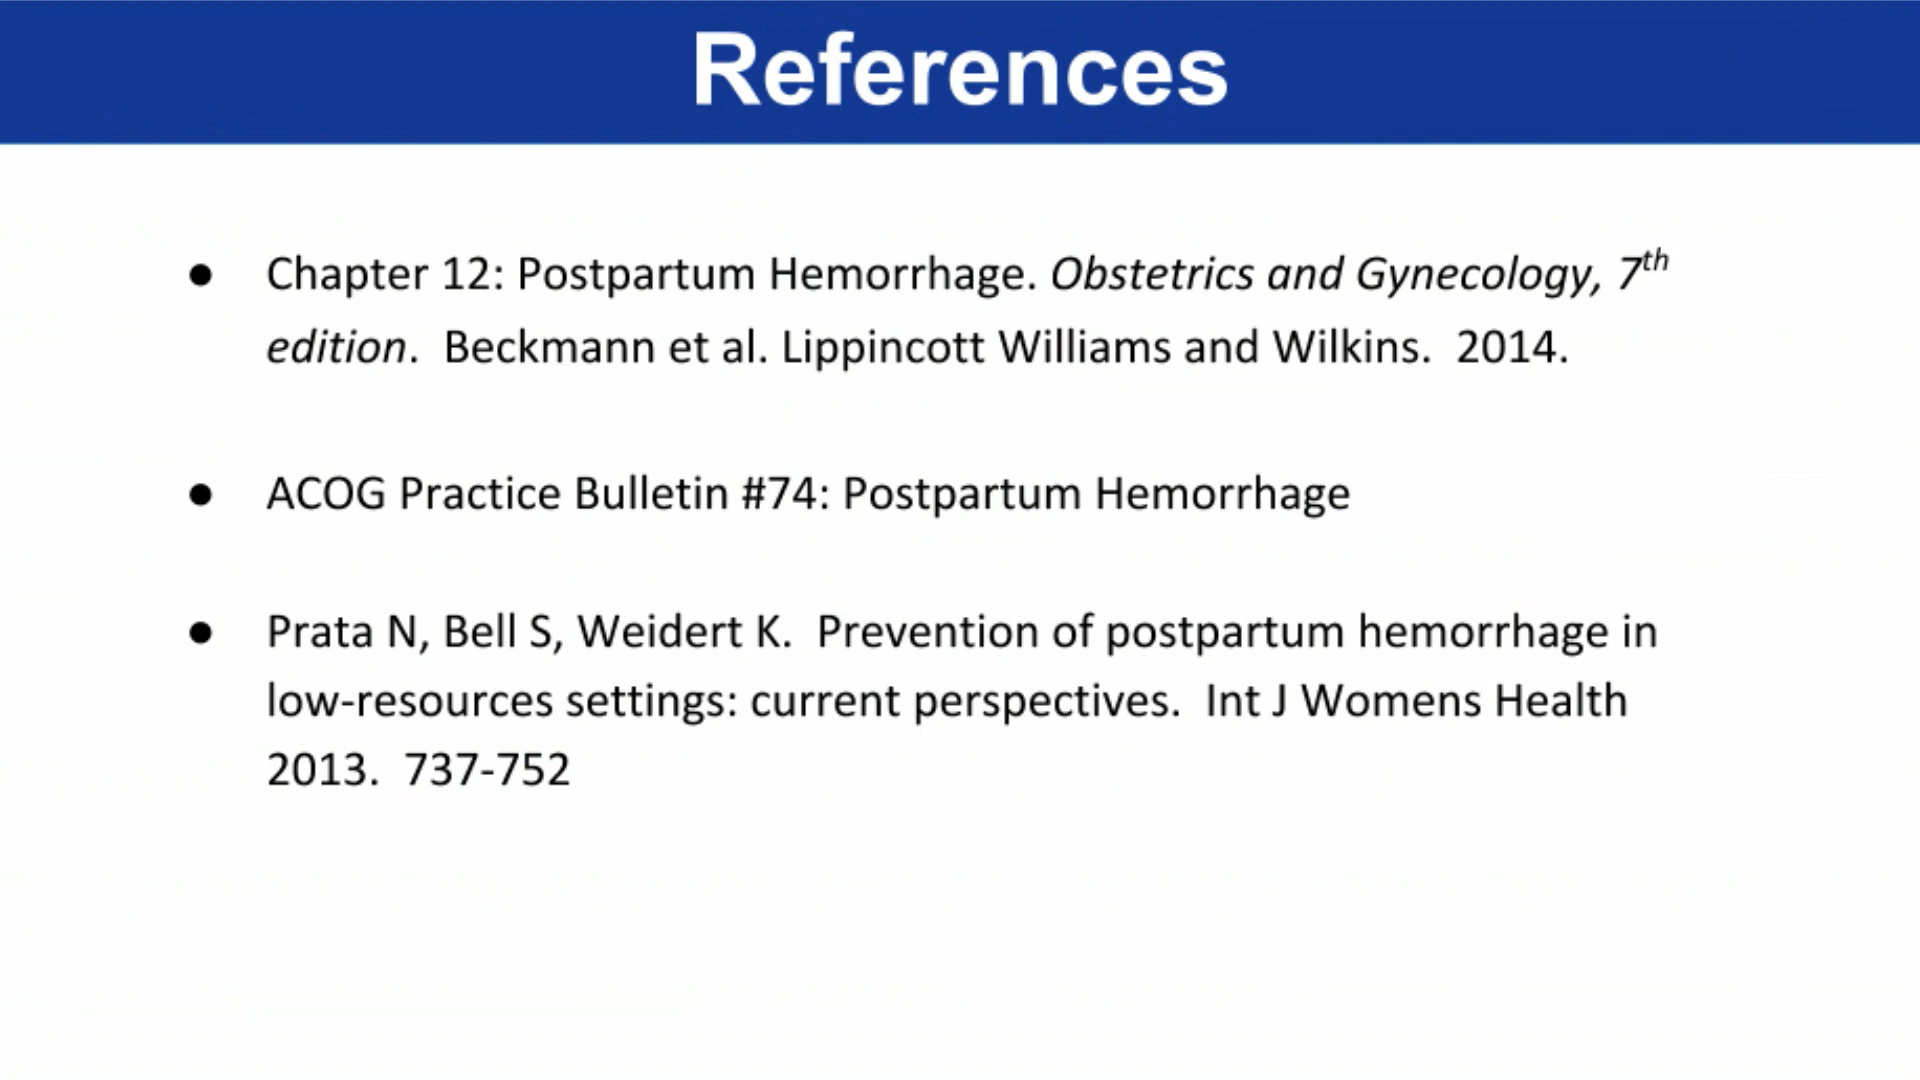 References
● Chapter 12: Postpartum Hemorrhage. Obstetrics and Gynecology, 7th
edition.  Beckmann et al. Lippincott Williams and Wilkins.  2014.
● ACOG Practice Bulletin #74: Postpartum Hemorrhage
● Prata N, Bell S, Weidert K.  Prevention of postpartum hemorrhage in
low-resources settings: current perspectives.  Int J Womens Health
2013.  737-752